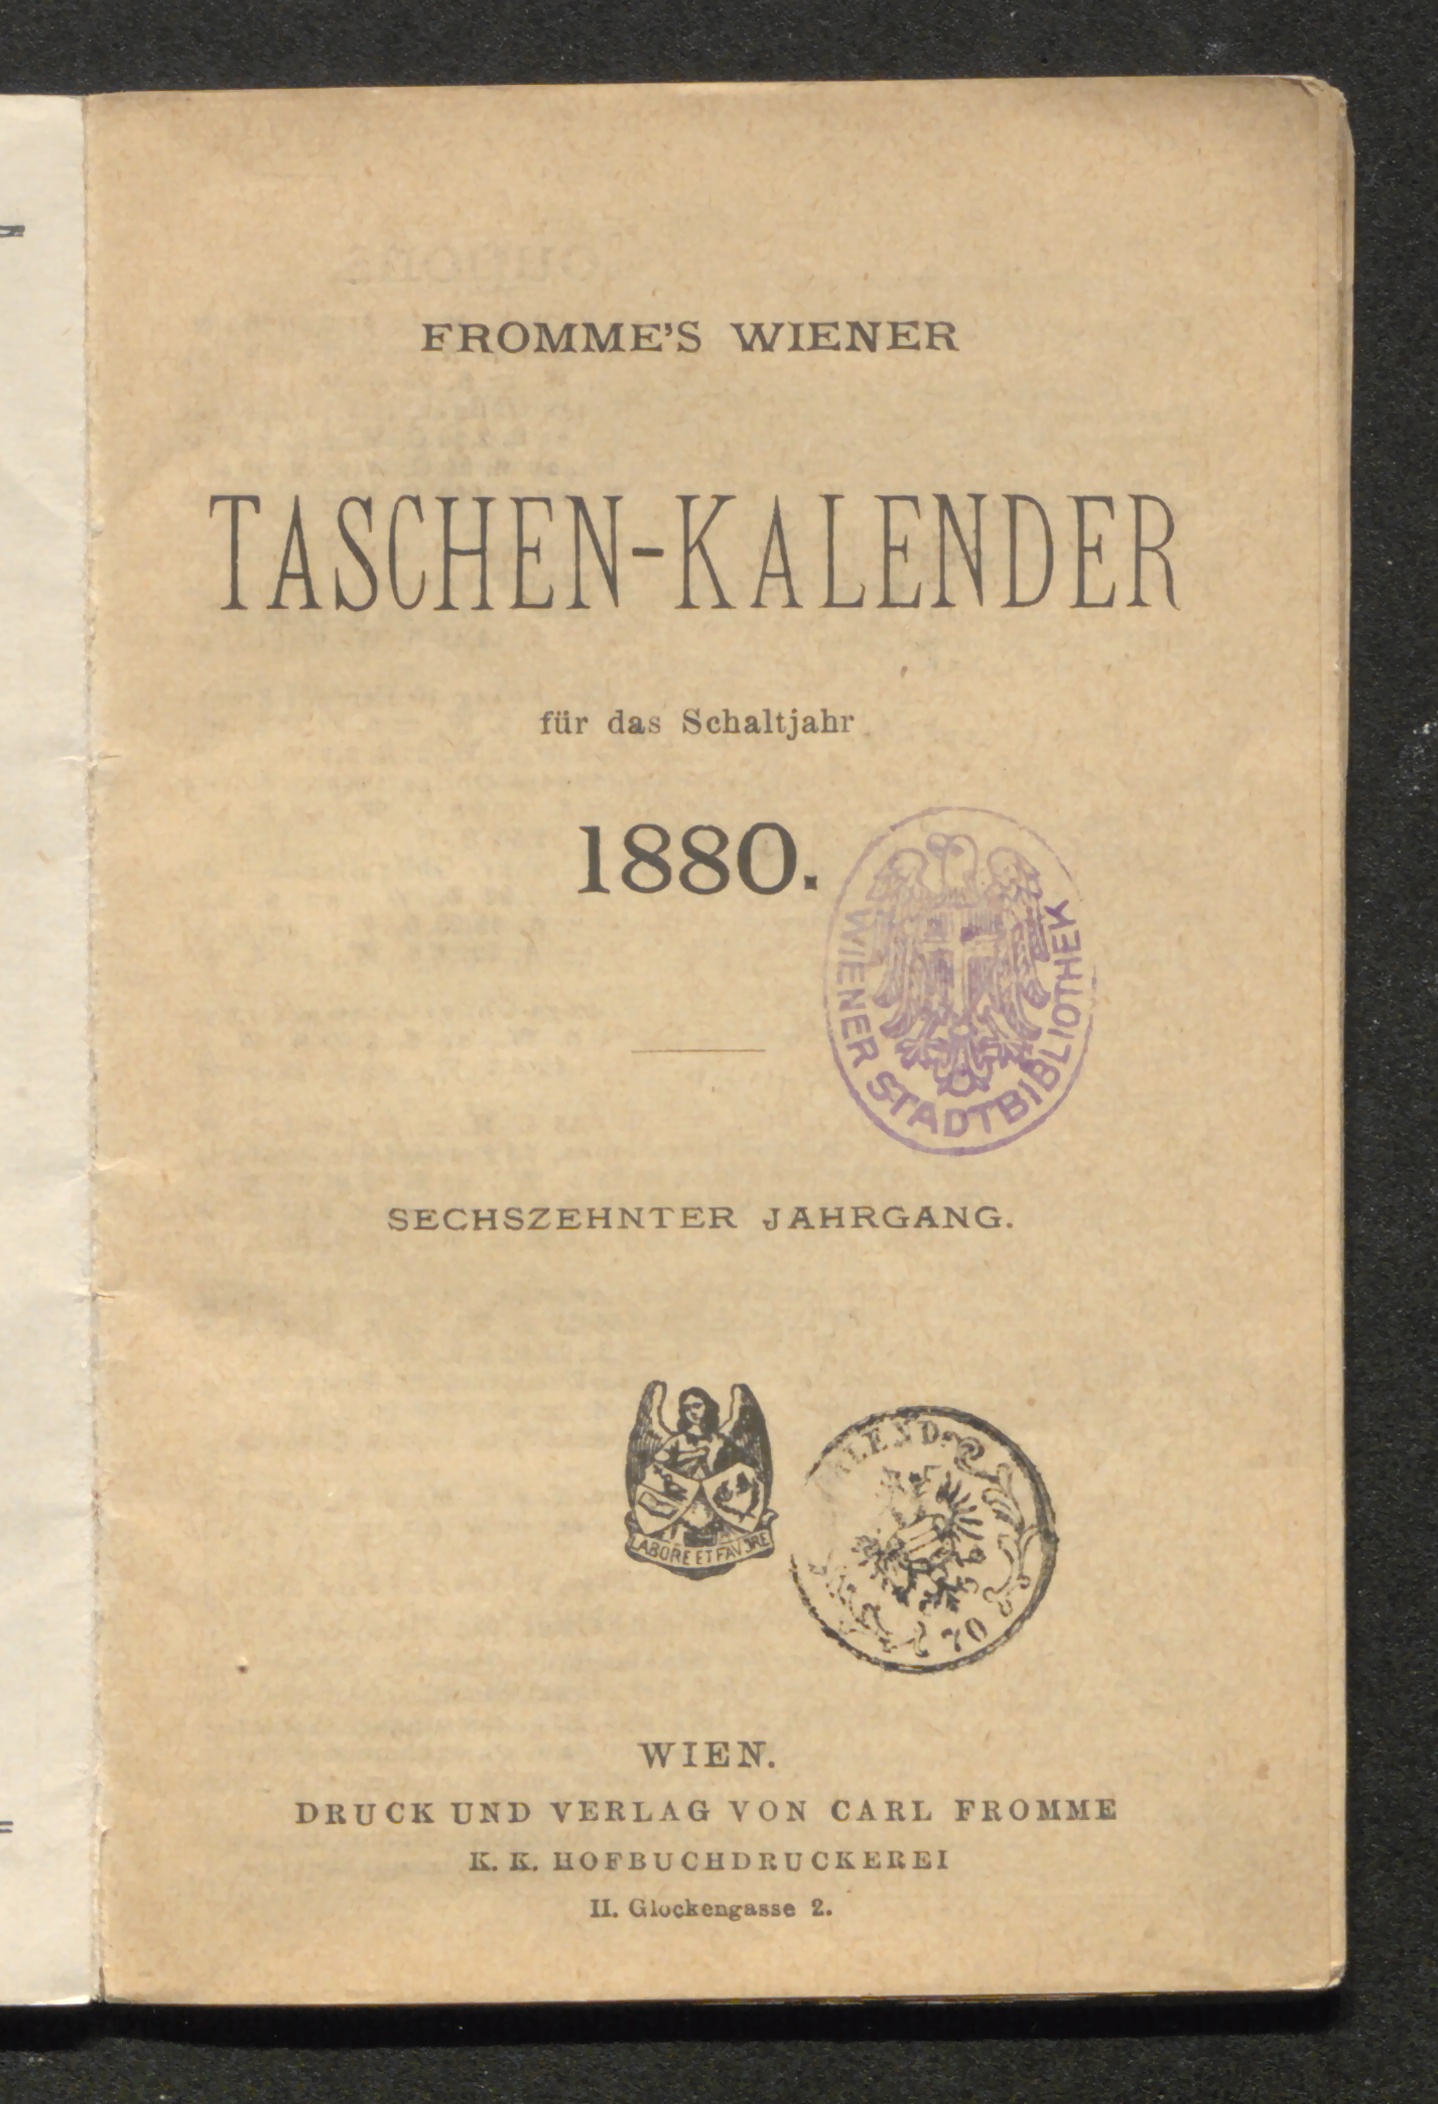 FROMME'S WIENER
TASCHEN-KALENDER
für das Schaltjahr
1880.
WIENER STADTBIBLIOTHEK
SECHSZEHNTER JAHRGANG.
LABORE ET FAVORE
WIEN.
DRUCK UND VERLAG VON CARL FROMME
K. K. HOFBUCHDRUCKEREI
II. Glockengasse 2.